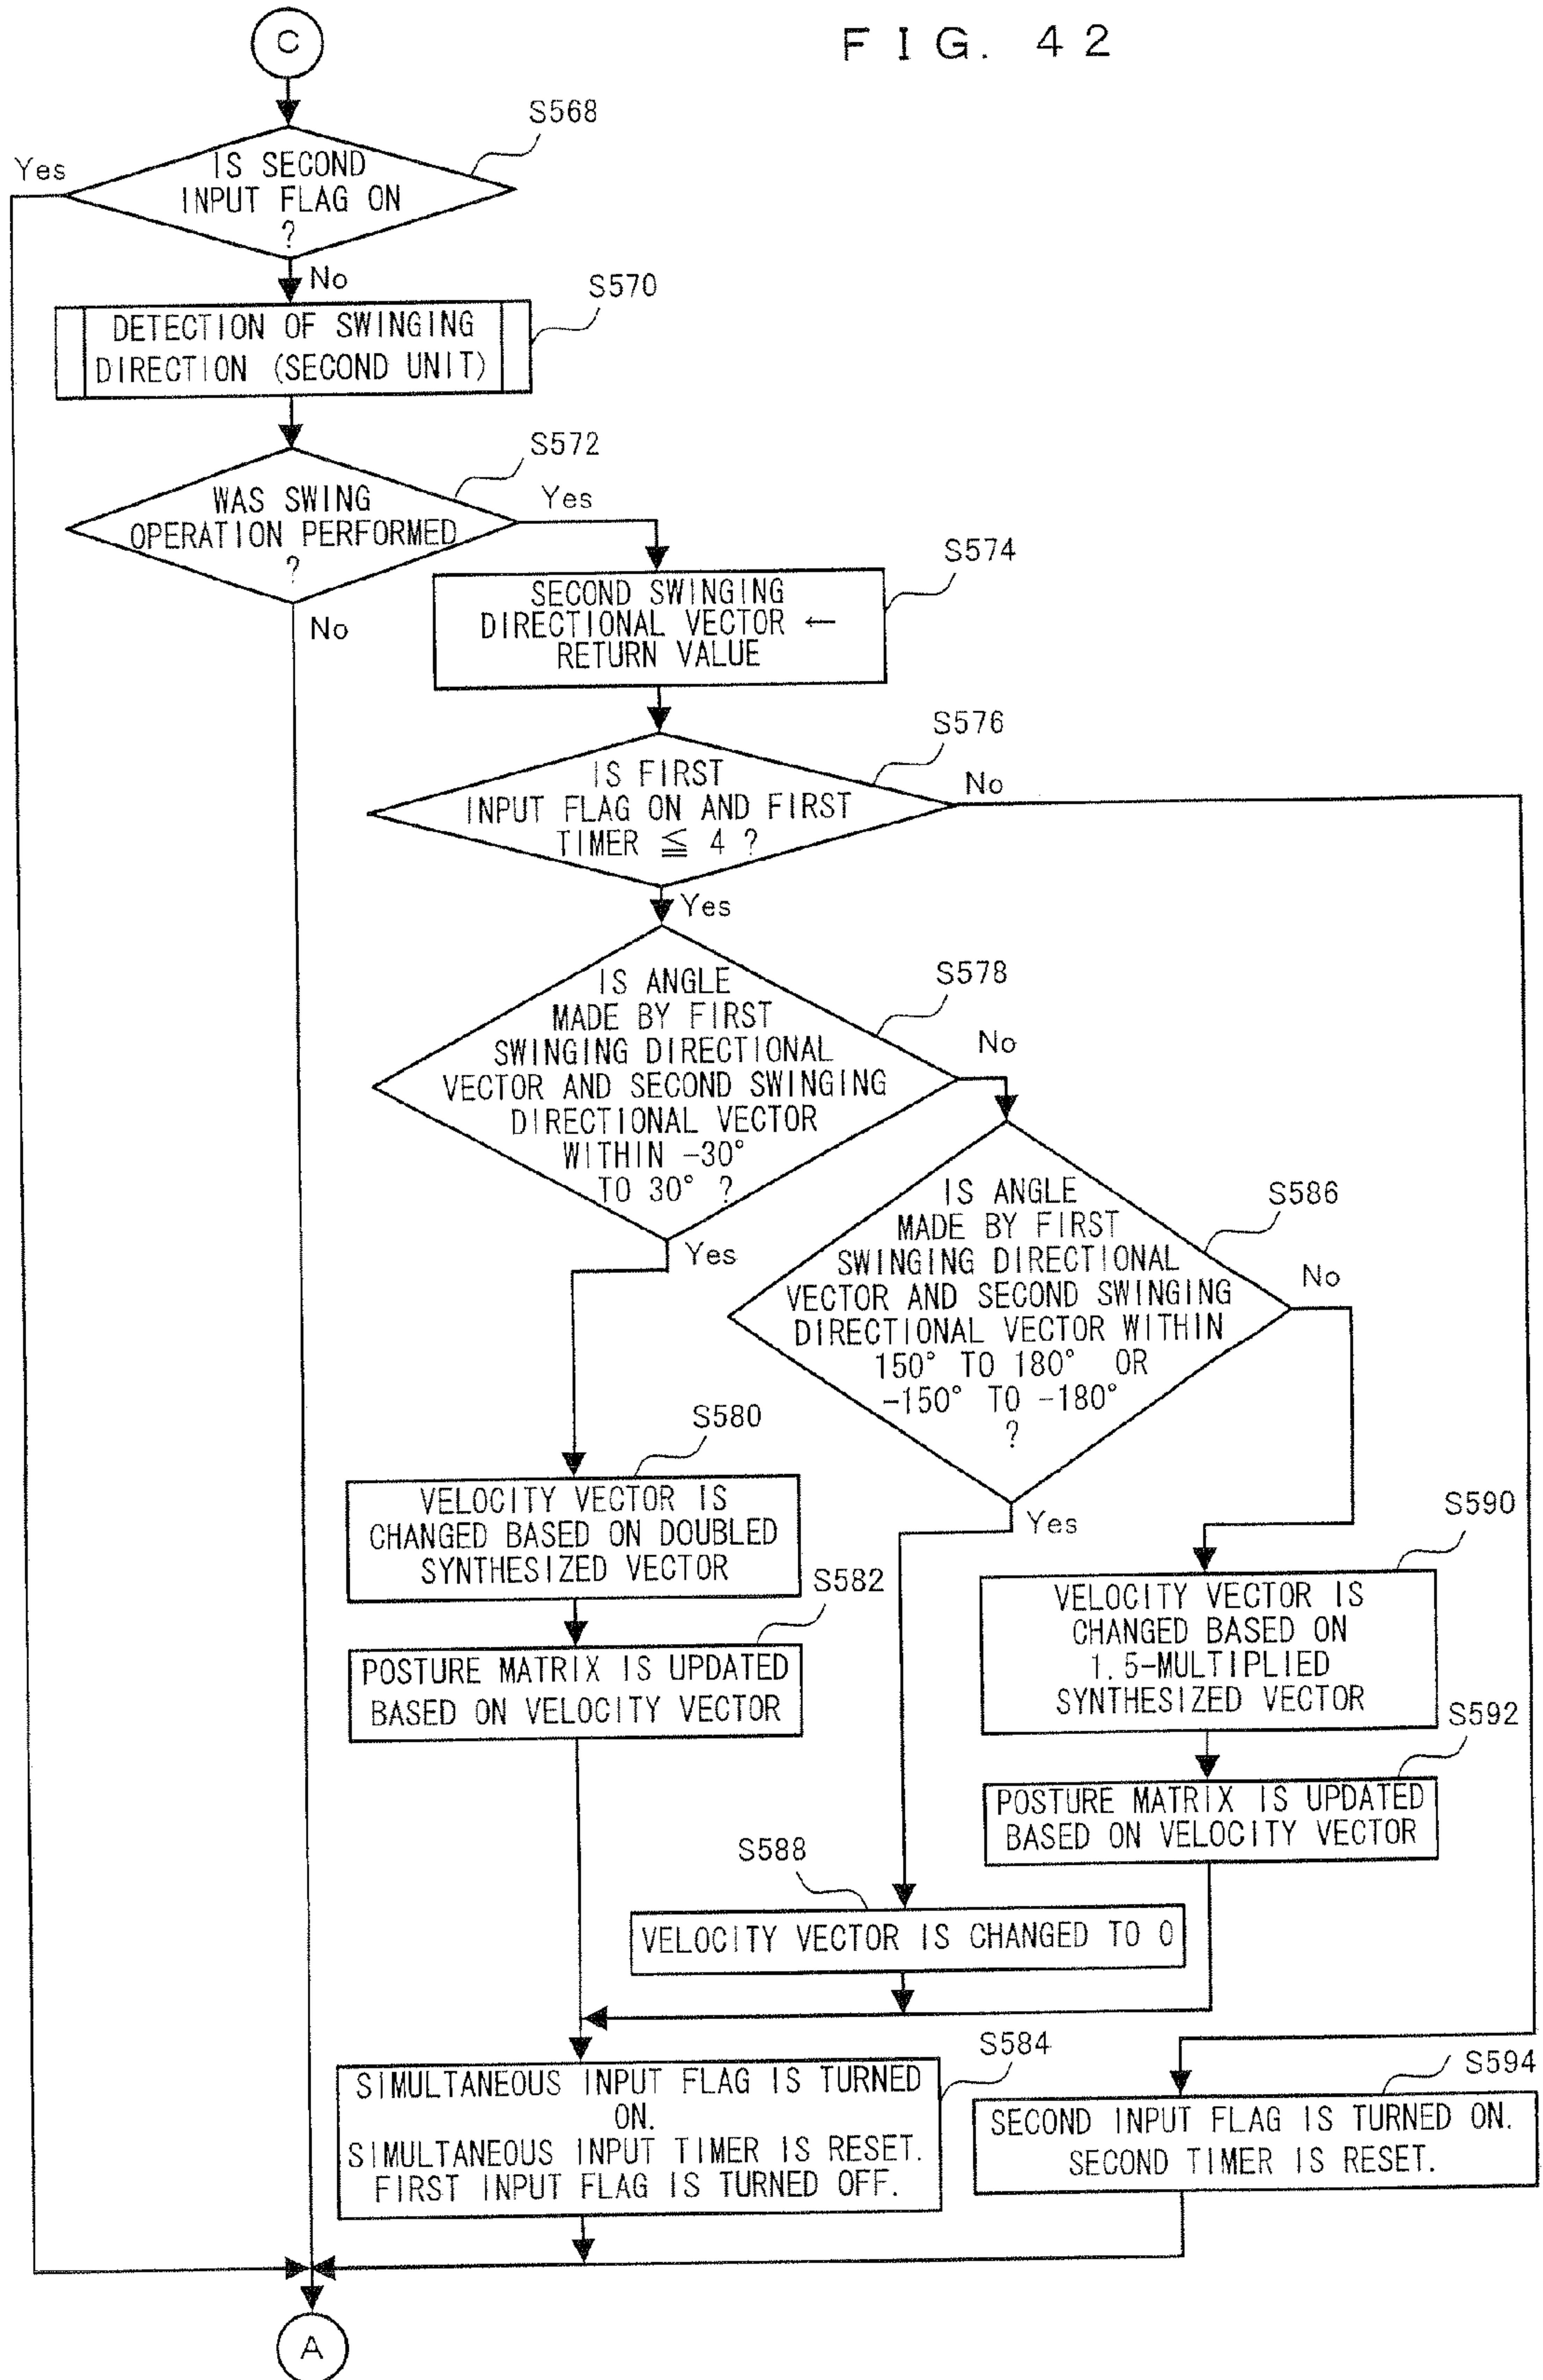 FIG. 42
C
S568
Yes
IS SECOND
INPUT FLAG ON
?
No
S570
DETECTION OF SWINGING
DIRECTION (SECOND UNIT)
S572
WAS SWING
OPERATION PERFORMED
?
Yes
No
S574
SECOND SWINGING
DIRECTIONAL VECTOR ←
RETURN VALUE
S576
IS FIRST
INPUT FLAG ON AND FIRST
TIMER ≦ 4 ?
No
Yes
S578
IS ANGLE
MADE BY FIRST
SWINGING DIRECTIONAL
VECTOR AND SECOND SWINGING
DIRECTIONAL VECTOR
WITHIN -30°
TO 30° ?
No
Yes
S586
IS ANGLE
MADE BY FIRST
SWINGING DIRECTIONAL
VECTOR AND SECOND SWINGING
DIRECTIONAL VECTOR WITHIN
150° TO 180° OR
-150° TO -180°
?
No
Yes
S580
VELOCITY VECTOR IS
CHANGED BASED ON DOUBLED
SYNTHESIZED VECTOR
S582
POSTURE MATRIX IS UPDATED
BASED ON VELOCITY VECTOR
S590
VELOCITY VECTOR IS
CHANGED BASED ON
1.5-MULTIPLIED
SYNTHESIZED VECTOR
S592
POSTURE MATRIX IS UPDATED
BASED ON VELOCITY VECTOR
S588
VELOCITY VECTOR IS CHANGED TO 0
S584
SIMULTANEOUS INPUT FLAG IS TURNED
ON.
SIMULTANEOUS INPUT TIMER IS RESET.
FIRST INPUT FLAG IS TURNED OFF.
S594
SECOND INPUT FLAG IS TURNED ON.
SECOND TIMER IS RESET.
A